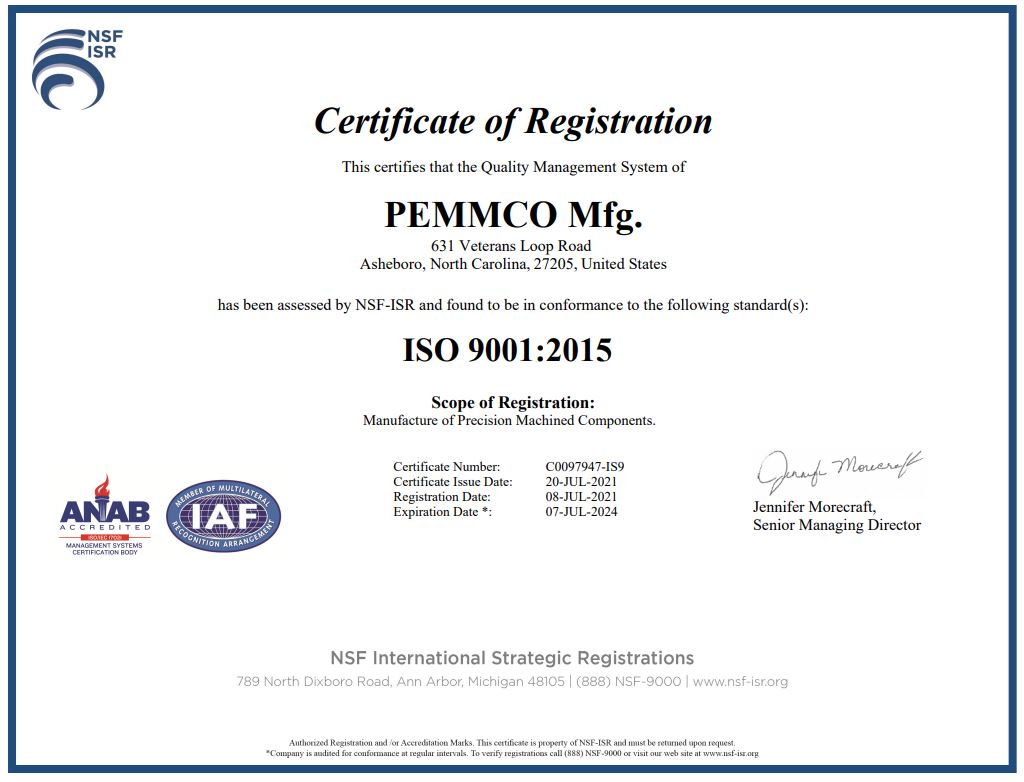 NSF
ISR
Certificate of Registration
This certifies that the Quality Management System of
PEMMCO Mfg.
631 Veterans Loop Road
Asheboro, North Carolina, 27205, United States
has been assessed by NSF-ISR and found to be in conformance to the following standard(s):
ISO 9001:2015
Scope of Registration:
Manufacture of Precision Machined Components.
Certificate Number: C0097947-IS9
Certificate Issue Date: 20-JUL-2021
Registration Date: 08-JUL-2021
Expiration Date *: 07-JUL-2024
Jennifer Morecraft
Jennifer Morecraft,
Senior Managing Director
ANAB
ACCREDITED
ISO/IEC 17021
MANAGEMENT SYSTEMS
CERTIFICATION BODY
MEMBER OF MULTILATERAL
IAF
RECOGNITION ARRANGEMENT
NSF International Strategic Registrations
789 North Dixboro Road, Ann Arbor, Michigan 48105 | (888) NSF-9000 | www.nsf-isr.org
Authorized Registration and /or Accreditation Marks. This certificate is property of NSF-ISR and must be returned upon request.
*Company is audited for conformance at regular intervals. To verify registrations call (888) NSF-9000 or visit our web site at www.nsf-isr.org